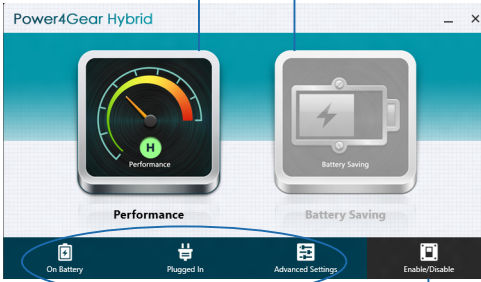 Power4Gear Hybrid
H
Performance
Battery Saving
Performance
Battery Saving
On Battery
Plugged In
Advanced Settings
Enable/Disable